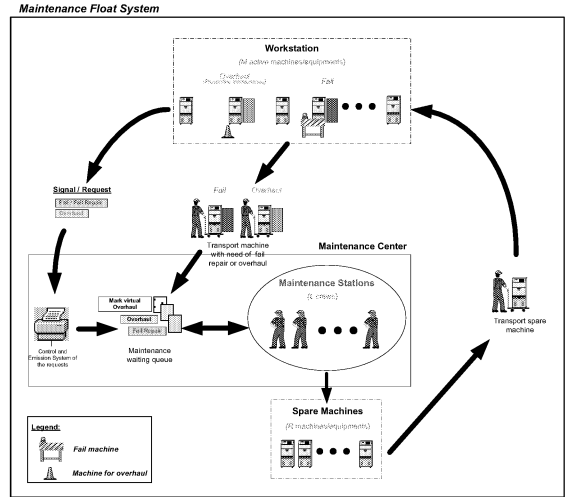 Maintenance Float System
Workstation
(M active machines/equipments)
Overhaul
Fail
Signal / Request
Fail / Fail Repair
Overhaul
Fail
Overhaul
Transport machine
with need of fail
repair or overhaul
Maintenance Center
Mark virtual
Overhaul
Overhaul
Fail Repair
Maintenance
waiting queue
Control and
Emission System of
the requests
Maintenance Stations
Transport spare
machine
Spare Machines
(R machines/equipments)
Legend:
Fail machine
Machine for overhaul